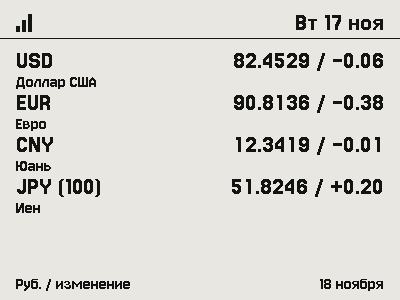 Вт 17 ноя
USD 82.4529 / -0.06
Доллар США
EUR 90.8136 / -0.38
Евро
CNY 12.3419 / -0.01
Юань
JPY (100) 51.8246 / +0.20
Иен
Руб. / изменение 18 ноября